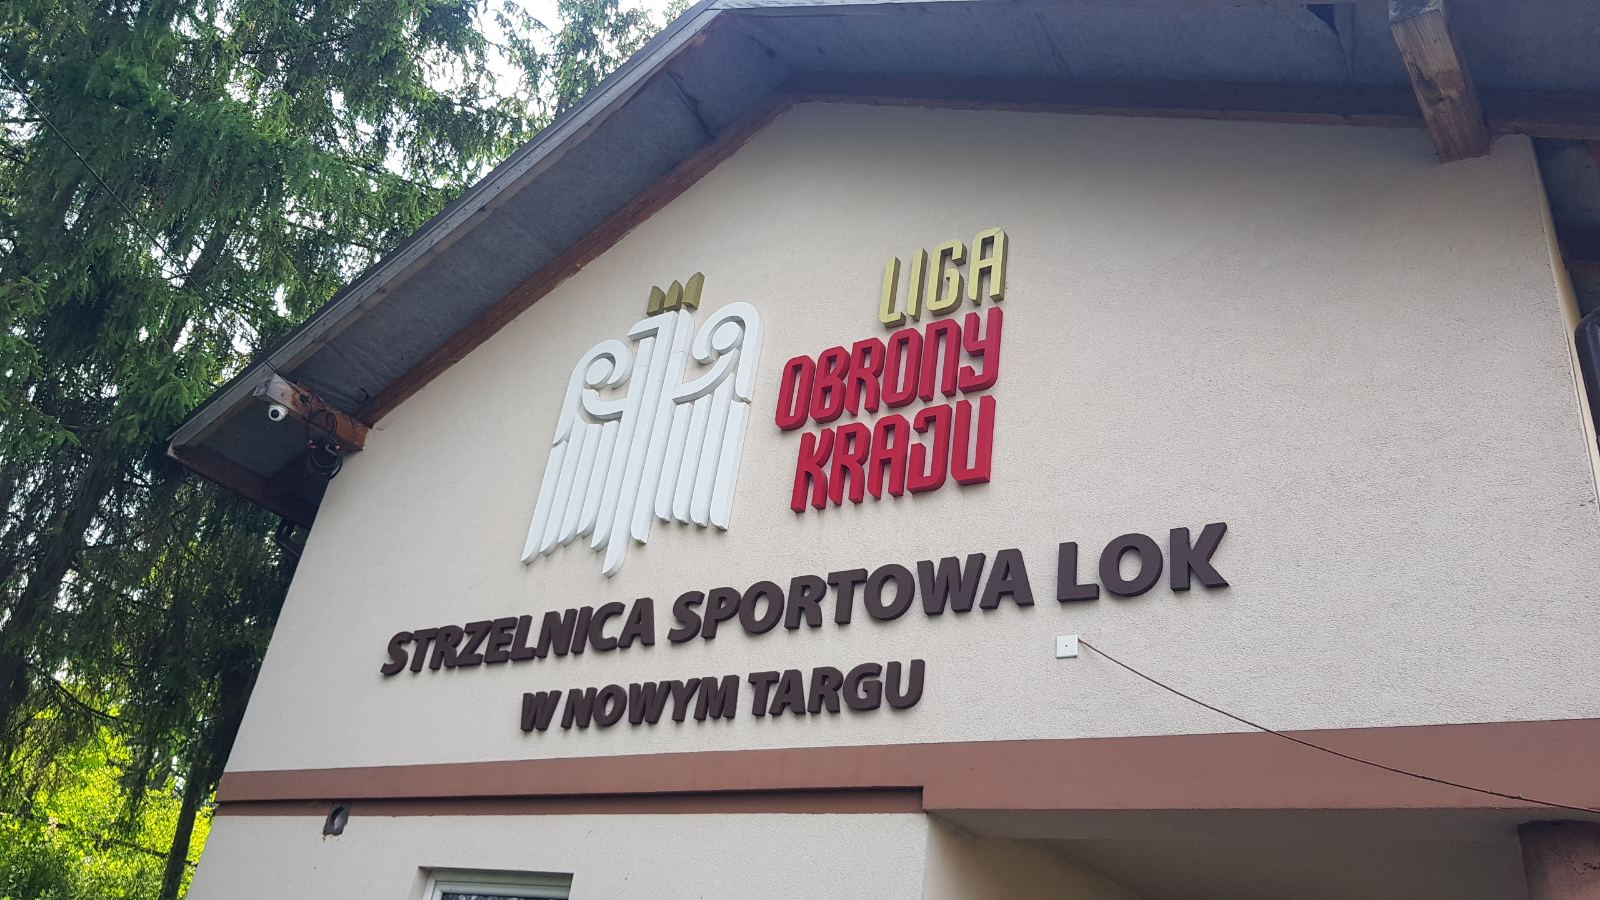 LIGA
OBRONY
KRAJU
STRZELNICA SPORTOWA LOK
W NOWYM TARGU